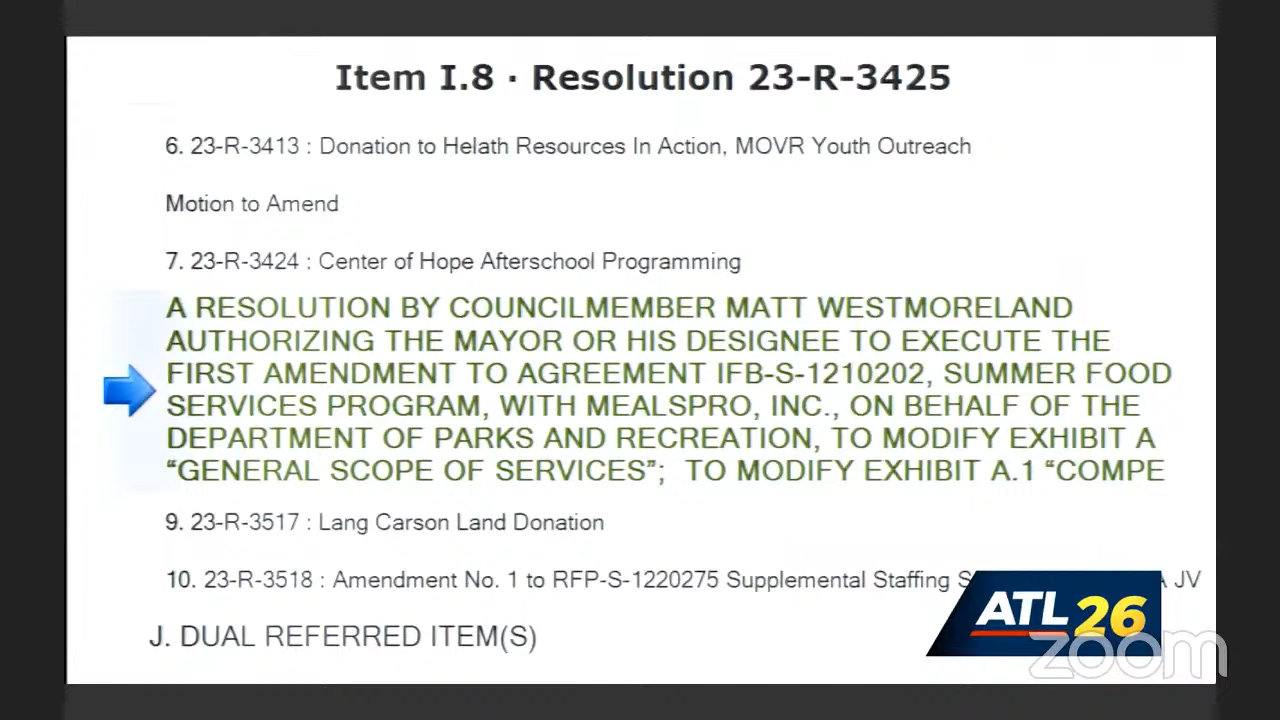 Item I.8 · Resolution 23-R-3425
6. 23-R-3413 : Donation to Helath Resources In Action, MOVR Youth Outreach
Motion to Amend
7. 23-R-3424 : Center of Hope Afterschool Programming
A RESOLUTION BY COUNCILMEMBER MATT WESTMORELAND
AUTHORIZING THE MAYOR OR HIS DESIGNEE TO EXECUTE THE
FIRST AMENDMENT TO AGREEMENT IFB-S-1210202, SUMMER FOOD
SERVICES PROGRAM, WITH MEALSPRO, INC., ON BEHALF OF THE
DEPARTMENT OF PARKS AND RECREATION, TO MODIFY EXHIBIT A
“GENERAL SCOPE OF SERVICES”; TO MODIFY EXHIBIT A.1 “COMPE
9. 23-R-3517 : Lang Carson Land Donation
10. 23-R-3518 : Amendment No. 1 to RFP-S-1220275 Supplemental Staffing JV
J. DUAL REFERRED ITEM(S)
ATL 26
zoom